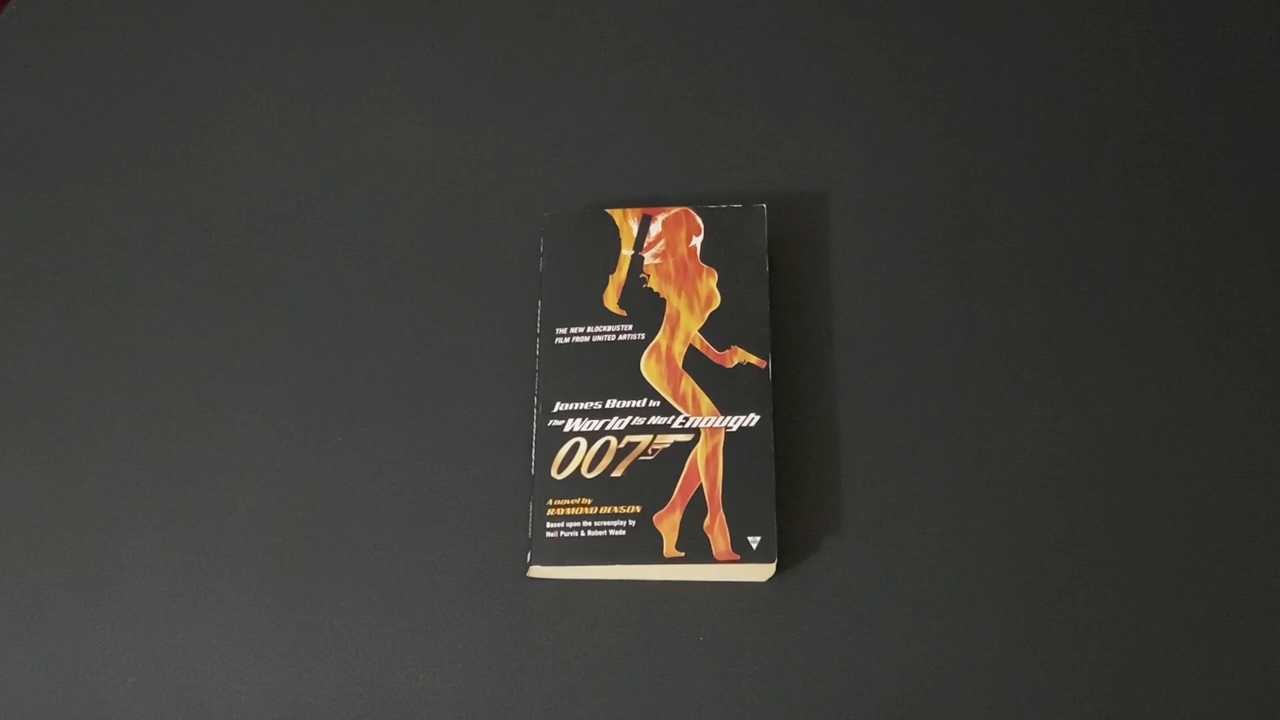 THE NEW BLOCKBUSTER
FILM FROM UNITED ARTISTS
James Bond in
The World Is Not Enough
007
A novel by
RAYMOND BENSON
Based upon the screenplay by
Neil Purvis & Robert Wade